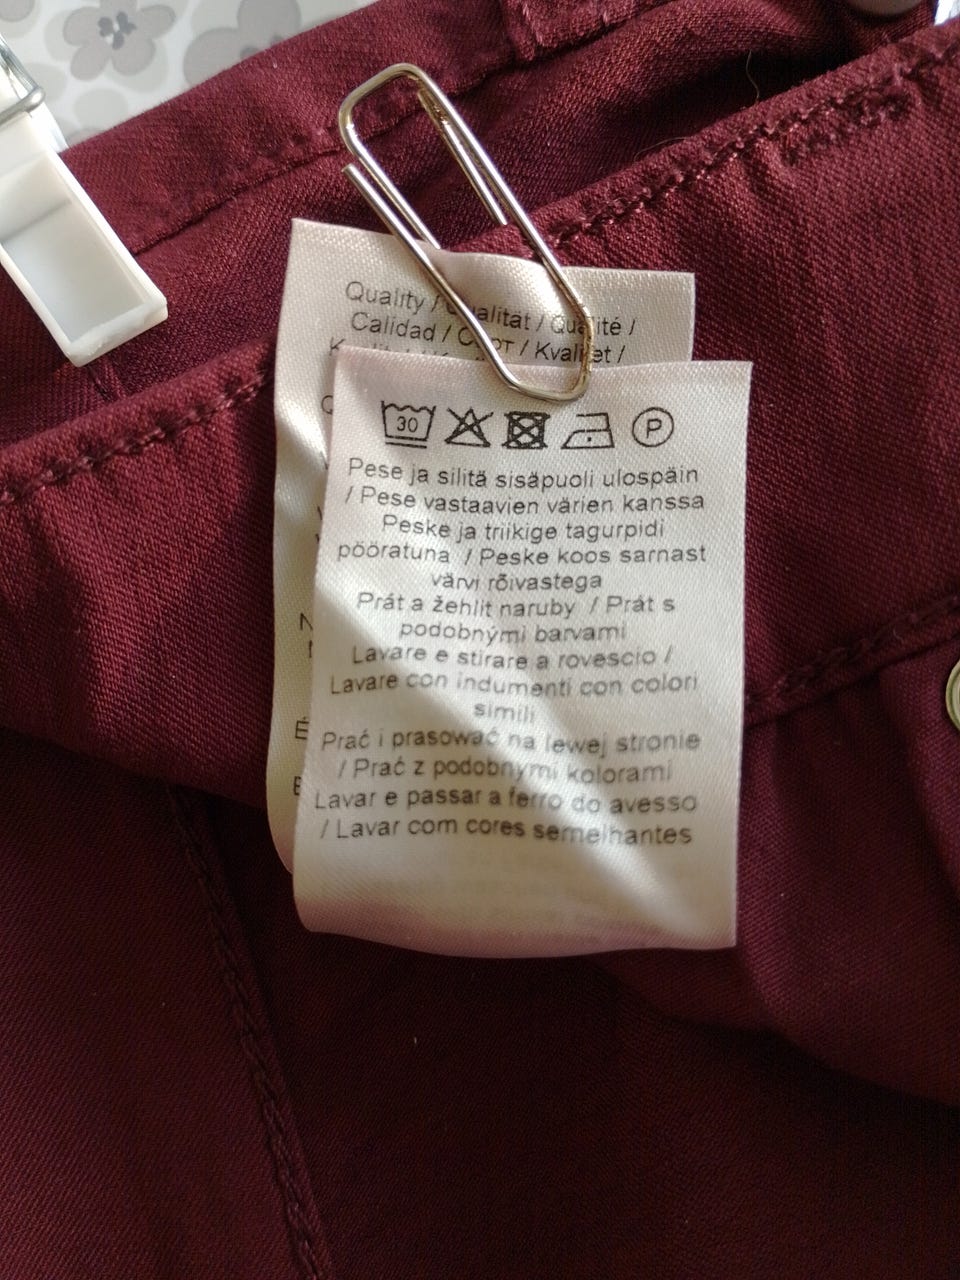 Quality / Qualität / Qualité /
Calidad / Сорт / Kvalitet /
30
P
Pese ja silitä sisäpuoli ulospäin
/ Pese vastaavien värien kanssa
Peske ja triikige tagurpidi
pööratuna / Peske koos sarnast
värvi rõivastega
Prát a žehlit naruby / Prát s
podobnými barvami
Lavare e stirare a rovescio /
Lavare con indumenti con colori
simili
Prać i prasować na lewej stronie
/ Prać z podobnymi kolorami
Lavar e passar a ferro do avesso
/ Lavar com cores semelhantes